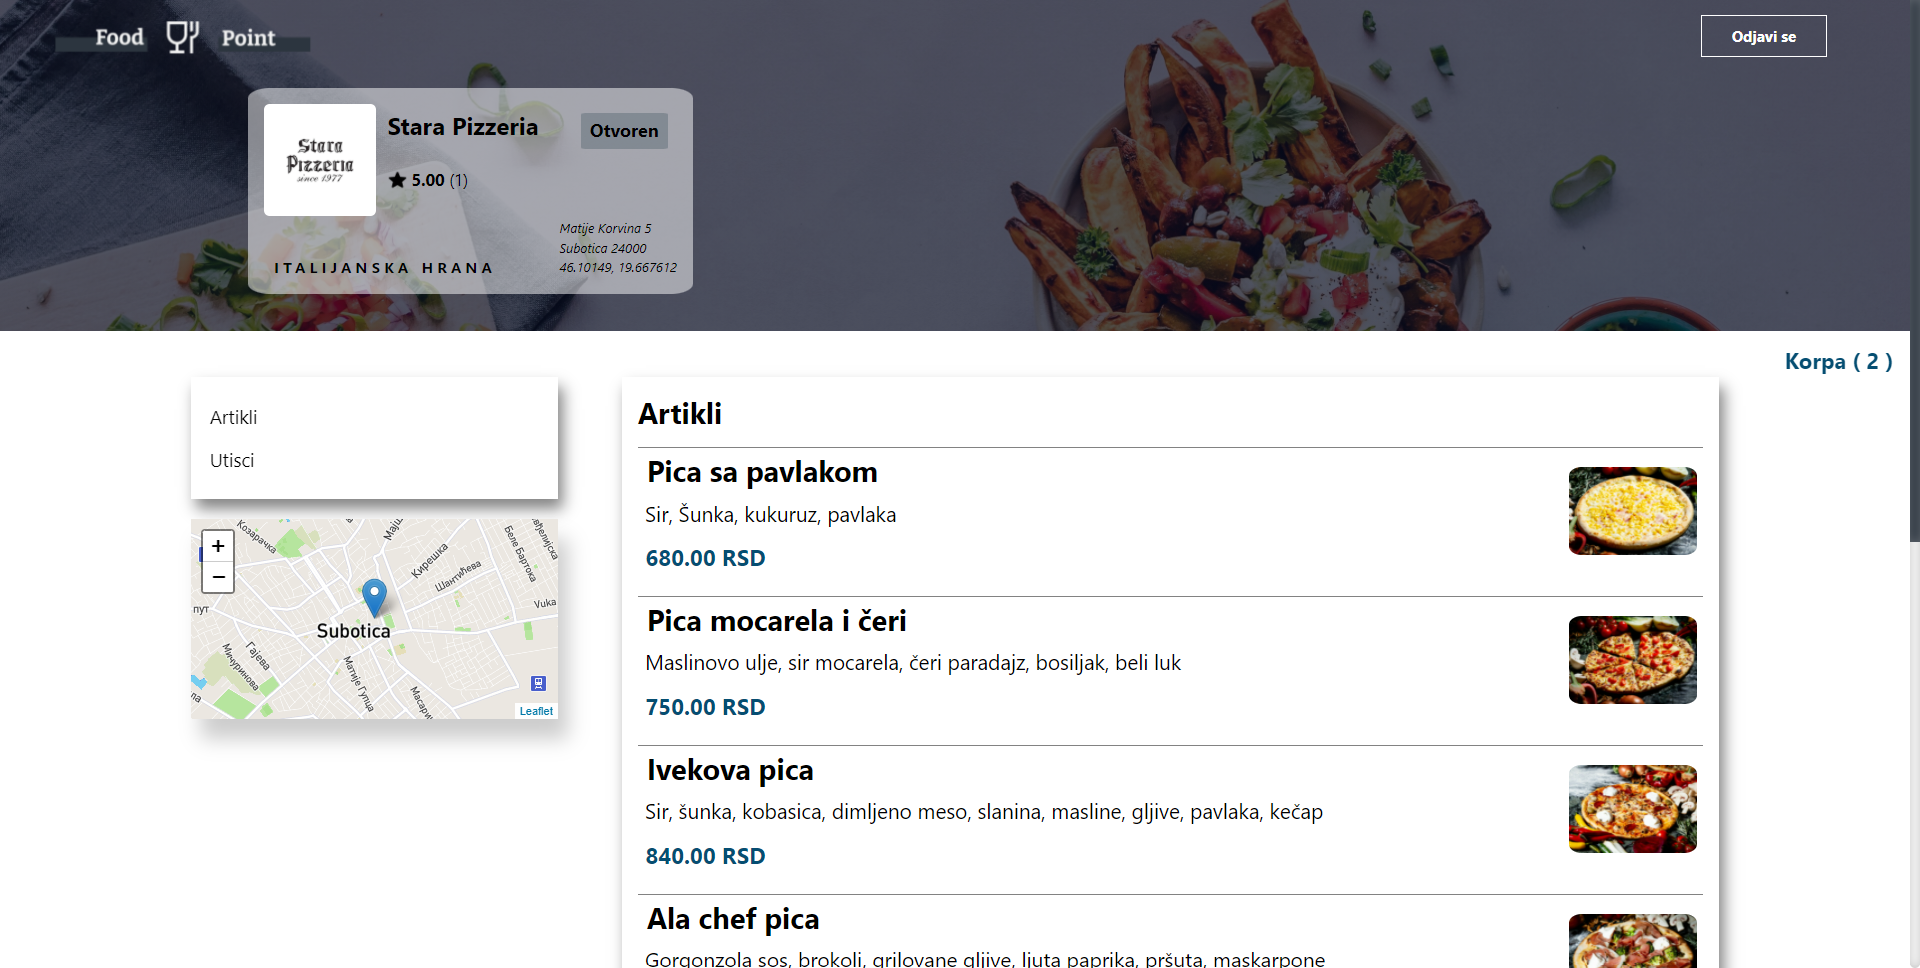 Food Point
Odjavi se
Stara
Pizzeria
since 1977
Stara Pizzeria
Otvoren
5.00 (1)
Matije Korvina 5
Subotica 24000
46.10149, 19.667612
ITALIJANSKA HRANA
Korpa ( 2 )
Artikli
Utisci
+
−
Козарачка
Мајш
Кирешка
Шантићева
Беле Бартока
Vuka
пут
Subotica
Гајева
Мичуринова
Матије Гупца
Масари
Leaflet
Artikli
Pica sa pavlakom
Sir, Šunka, kukuruz, pavlaka
680.00 RSD
Pica mocarela i čeri
Maslinovo ulje, sir mocarela, čeri paradajz, bosiljak, beli luk
750.00 RSD
Ivekova pica
Sir, šunka, kobasica, dimljeno meso, slanina, masline, gljive, pavlaka, kečap
840.00 RSD
Ala chef pica
Gorgonzola sos, brokoli, grilovane gljive, ljuta paprika, pršuta, maskarpone